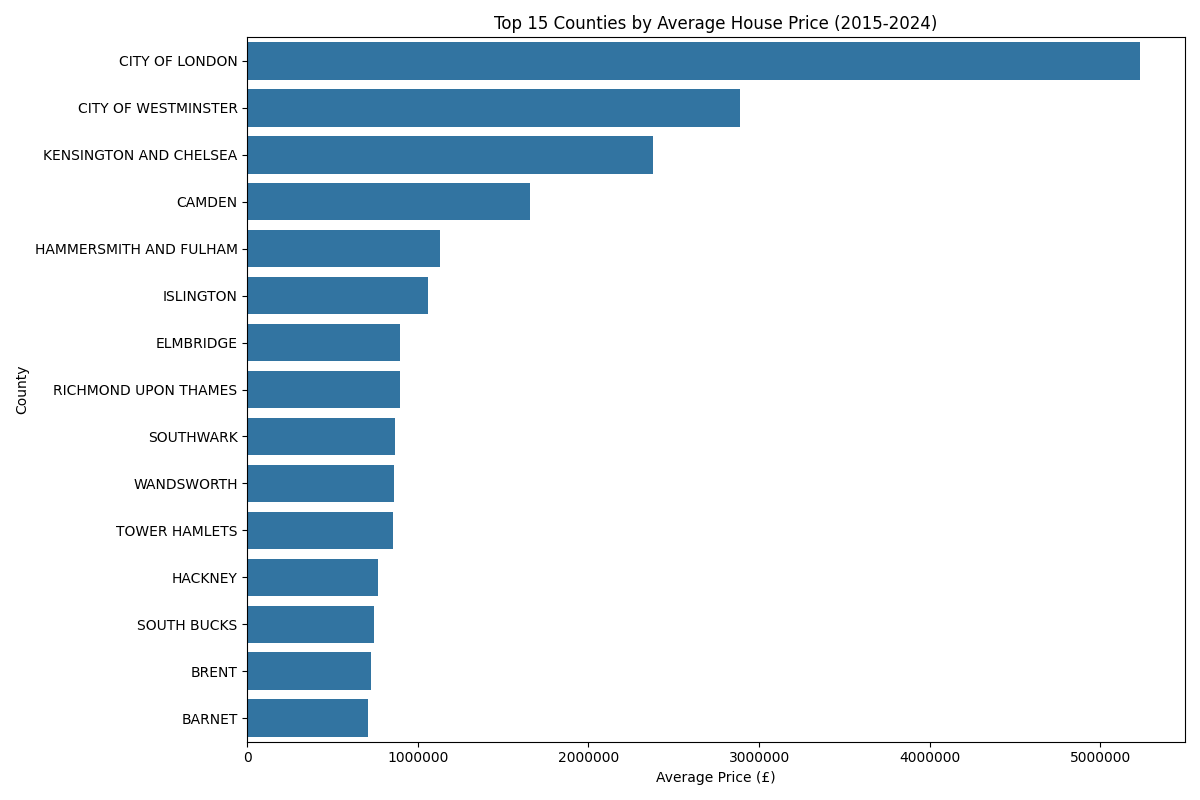 Top 15 Counties by Average House Price (2015-2024)
CITY OF LONDON
CITY OF WESTMINSTER
KENSINGTON AND CHELSEA
CAMDEN
HAMMERSMITH AND FULHAM
ISLINGTON
ELMBRIDGE
RICHMOND UPON THAMES
SOUTHWARK
WANDSWORTH
TOWER HAMLETS
HACKNEY
SOUTH BUCKS
BRENT
BARNET
County
0 1000000 2000000 3000000 4000000 5000000
Average Price (£)